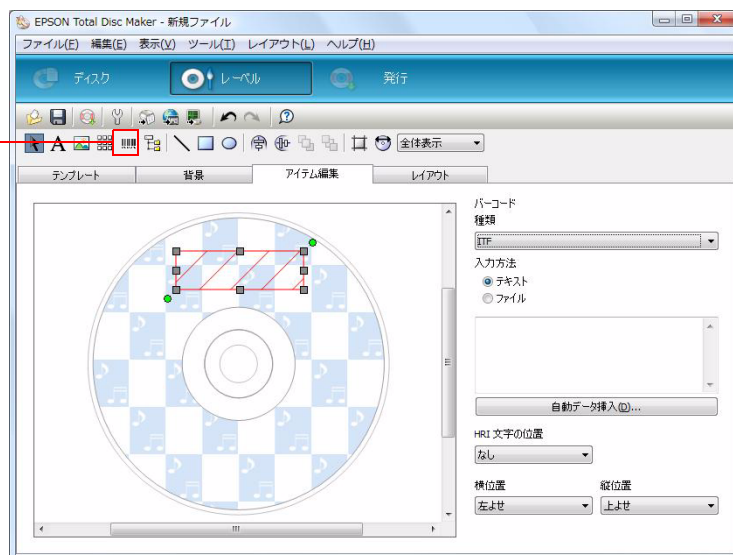 EPSON Total Disc Maker - 新規ファイル
ファイル(F) 編集(E) 表示(V) ツール(T) レイアウト(L) ヘルプ(H)
ディスク レーベル 発行
全体表示
テンプレート 背景 アイテム編集 レイアウト
バーコード
種類
ITF
入力方法
テキスト
ファイル
自動データ挿入(D)...
HRI 文字の位置
なし
横位置 縦位置
左よせ 上よせ